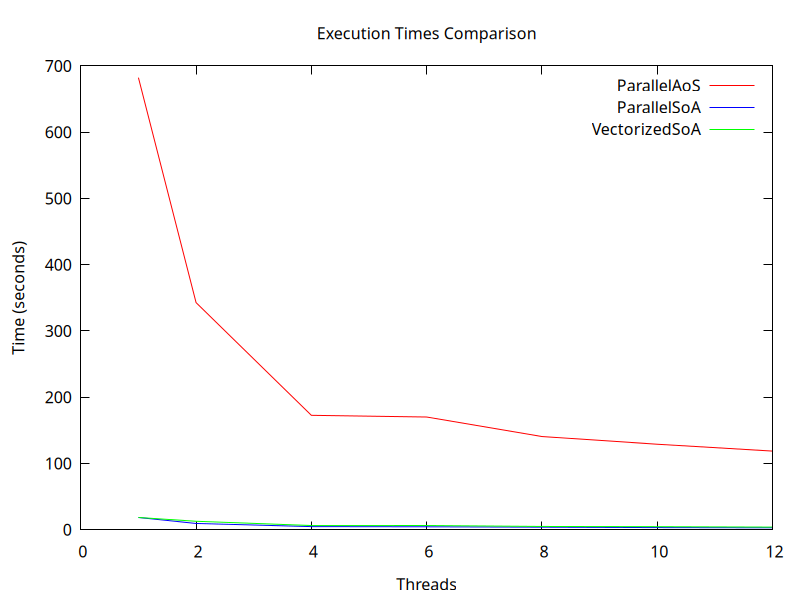 Execution Times Comparison
700
600
500
400
300
200
100
0
Time (seconds)
ParallelAoS
ParallelSoA
VectorizedSoA
0 2 4 6 8 10 12
Threads